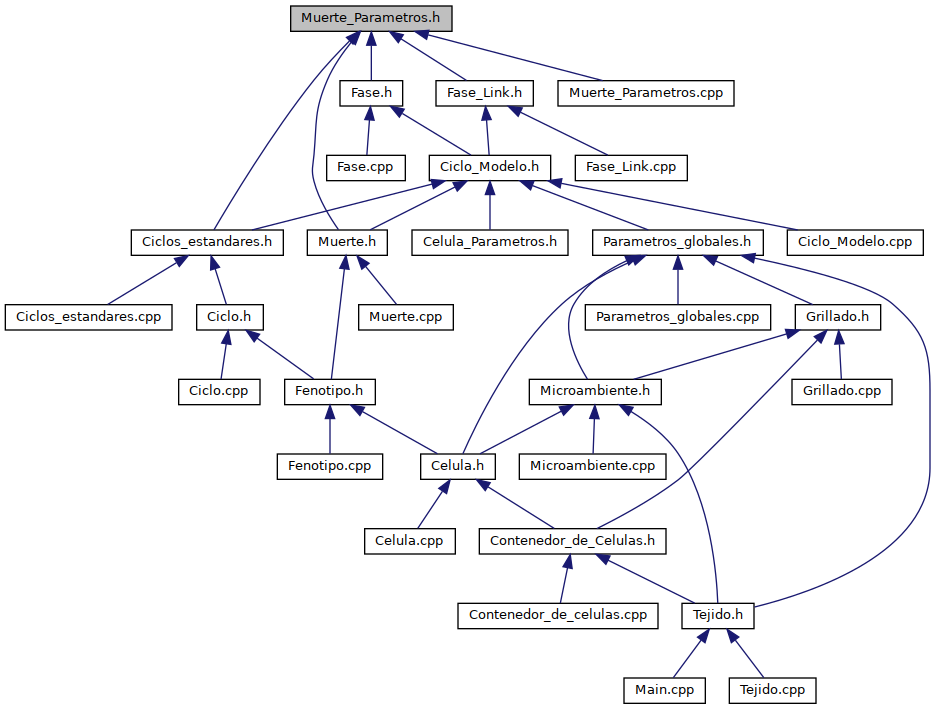 Muerte_Parametros.h
Fase.h
Fase_Link.h
Muerte_Parametros.cpp
Fase.cpp
Ciclo_Modelo.h
Fase_Link.cpp
Ciclos_estandares.h
Muerte.h
Celula_Parametros.h
Parametros_globales.h
Ciclo_Modelo.cpp
Ciclos_estandares.cpp
Ciclo.h
Muerte.cpp
Parametros_globales.cpp
Grillado.h
Ciclo.cpp
Fenotipo.h
Microambiente.h
Grillado.cpp
Fenotipo.cpp
Celula.h
Microambiente.cpp
Celula.cpp
Contenedor_de_Celulas.h
Contenedor_de_celulas.cpp
Tejido.h
Main.cpp
Tejido.cpp